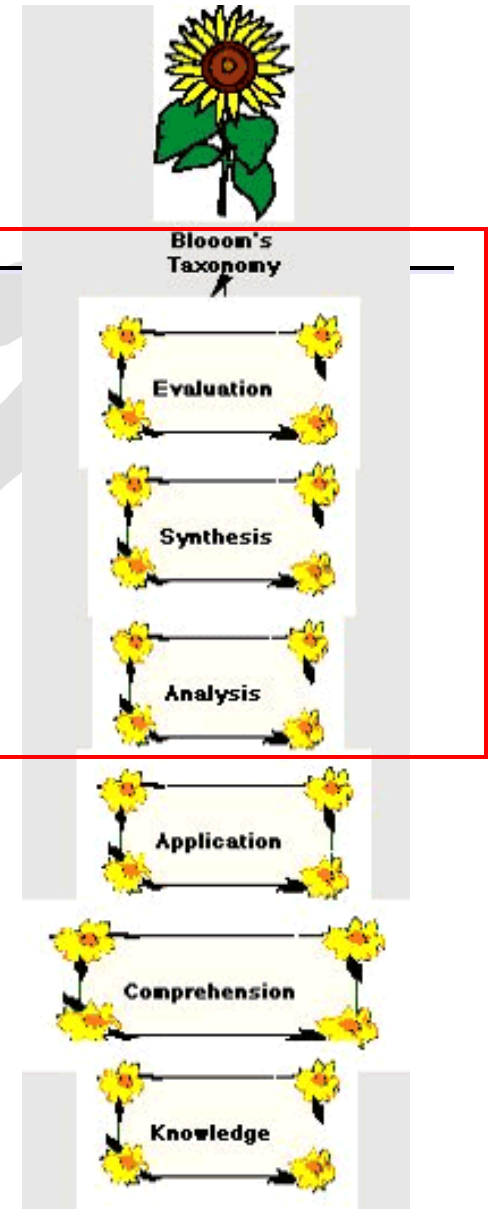 Blooom's
Taxonomy
Evaluation
Synthesis
Analysis
Application
Comprehension
Knowledge